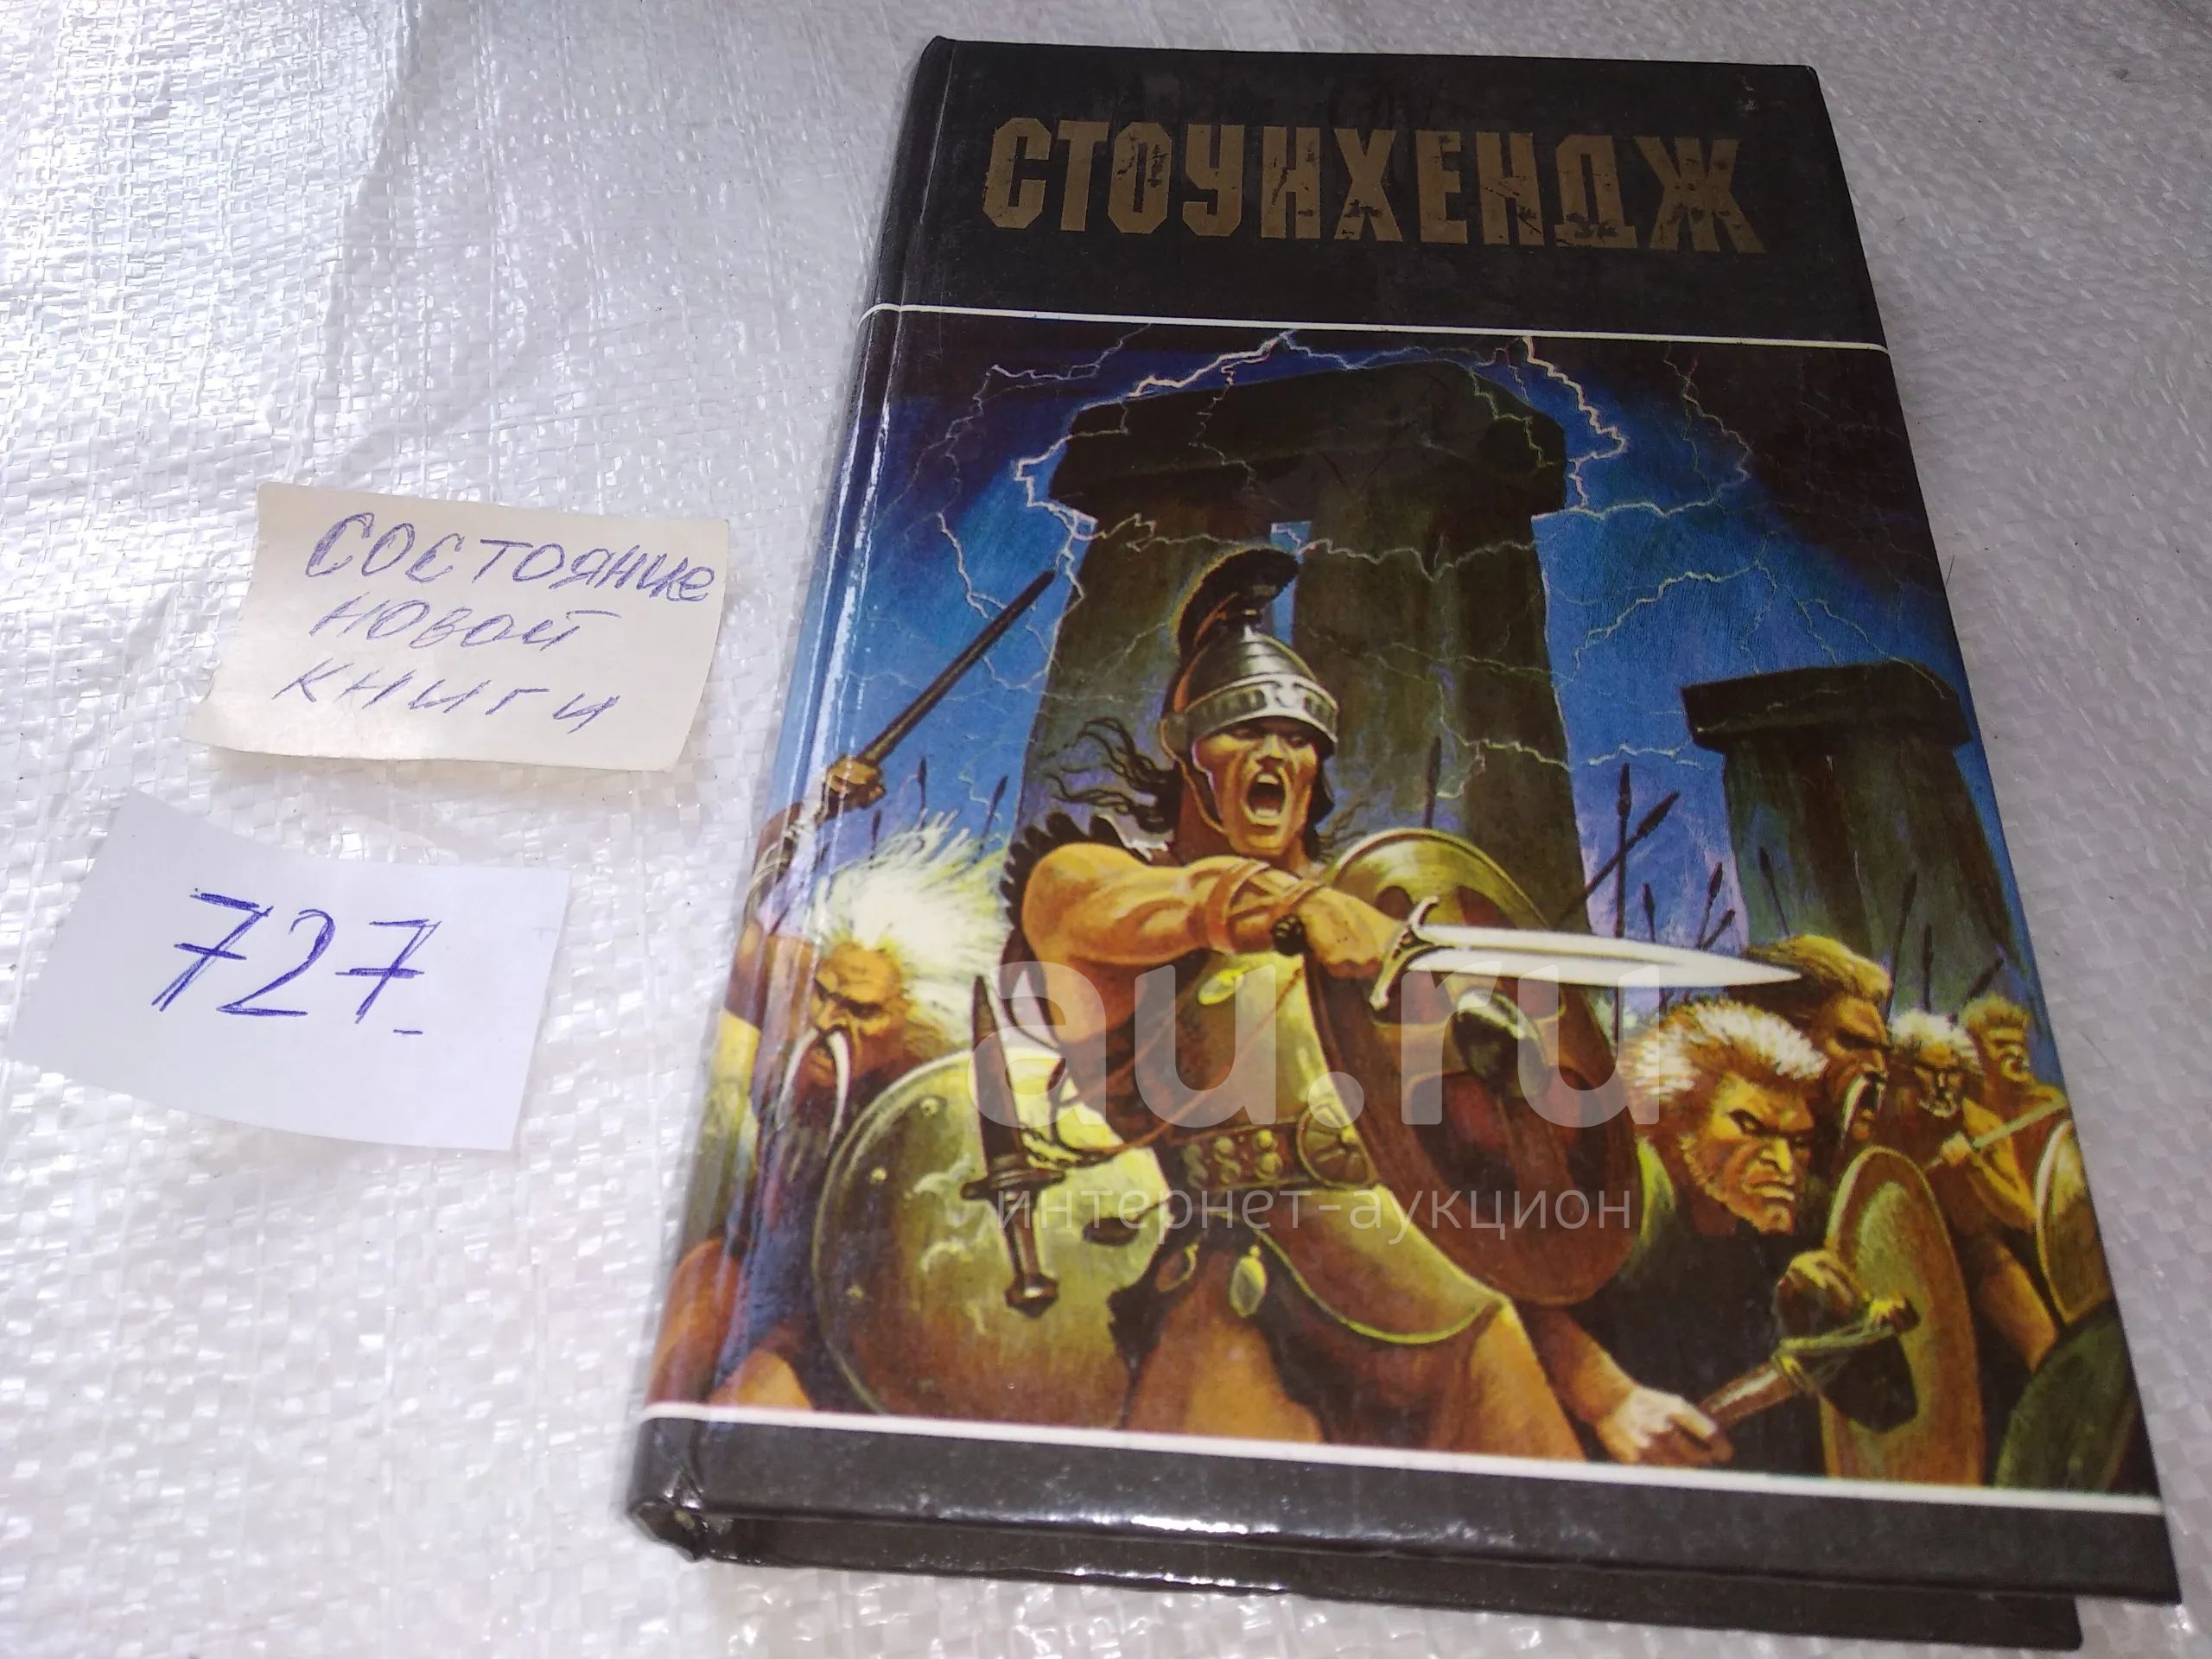 СТОУНХЕНДЖ
состояние
новой
книги
727
au.ru
интернет-аукцион